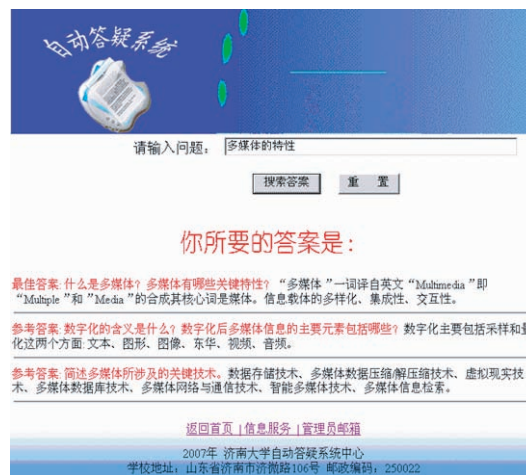 自动答疑系统
请输入问题： 多媒体的特性
搜索答案 重 置
你所要的答案是：
最佳答案:什么是多媒体？多媒体有哪些关键特性？“多媒体 ”一词译自英文“Multimedia ”即
“Multiple ”和 ”Media ”的合成其核心词是媒体。信息载体的多样化、集成性、交互性。
参考答案:数字化的含义是什么？数字化后多媒体信息的主要元素包括哪些？数字化主要包括采样和量
化这两个方面:文本、图形、图像、东华、视频、音频。
参考答案:简述多媒体所涉及的关键技术。数据存储技术、多媒体数据压缩/解压缩技术、虚拟现实技
术、多媒体数据库技术、多媒体网络与通信技术、智能多媒体技术、多媒体信息检索。
返回首页 |信息服务 |管理员邮箱
2007年 济南大学自动答疑系统中心
学校地址：山东省济南市济微路106号 邮政编码：250022